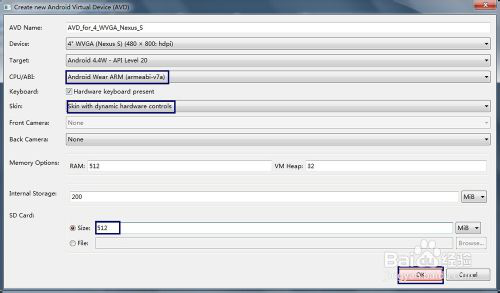 Create new Android Virtual Device (AVD)
AVD Name: AVD_for_4_WVGA_Nexus_S
Device: 4" WVGA (Nexus S) (480 × 800: hdpi)
Target: Android 4.4W - API Level 20
CPU/ABI: Android Wear ARM (armeabi-v7a)
Keyboard: Hardware keyboard present
Skin: Skin with dynamic hardware controls
Front Camera: None
Back Camera: None
Memory Options: RAM: 512 VM Heap: 32
Internal Storage: 200 MiB
SD Card:
Size: 512 MiB
File: Browse...
OK Cancel